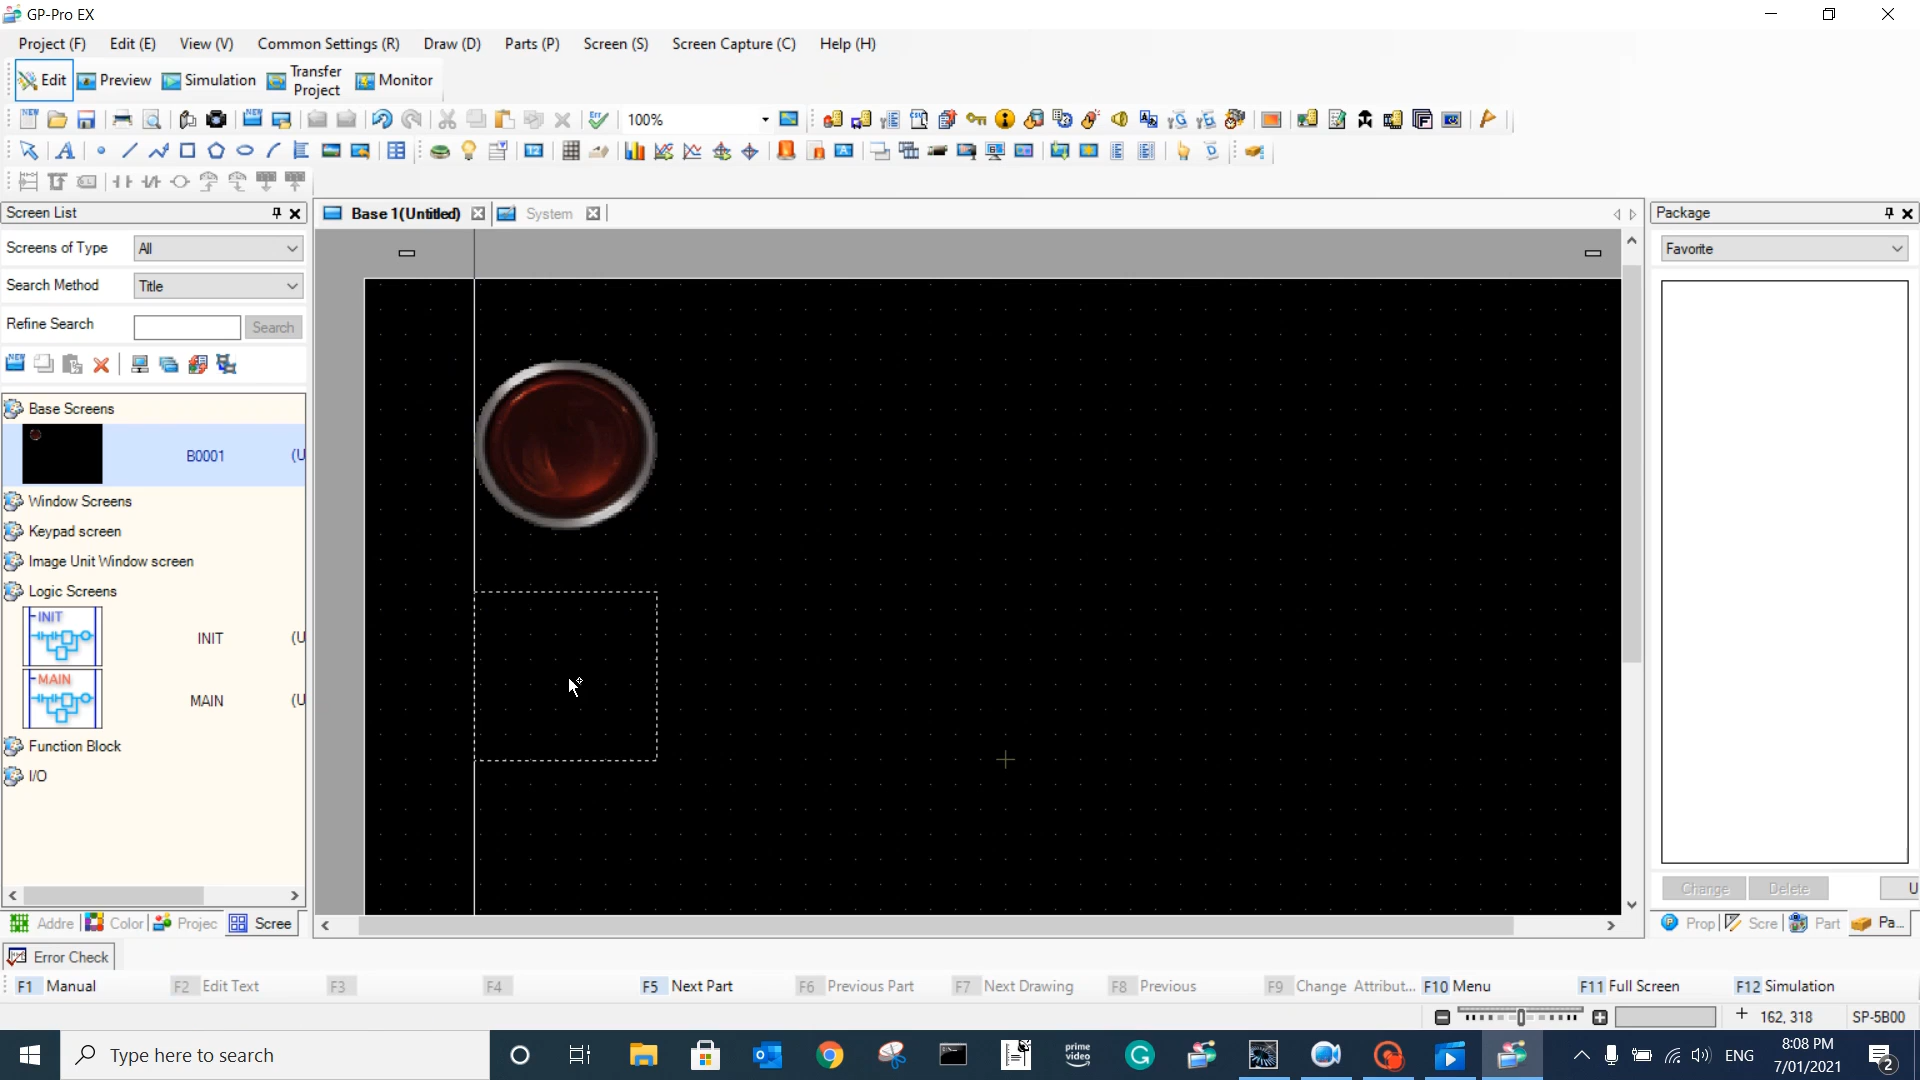 GP-Pro EX
Project (F) Edit (E) View (V) Common Settings (R) Draw (D) Parts (P) Screen (S) Screen Capture (C) Help (H)
Edit Preview Simulation Transfer Project Monitor
100%
Screen List
Base 1(Untitled) System
Package
Screens of Type All
Favorite
Search Method Title
Refine Search Search
Base Screens
B0001 (U
Window Screens
Keypad screen
Image Unit Window screen
Logic Screens
INIT INIT (U
MAIN MAIN (U
Function Block
I/O
Change Delete U
Addre Color Projec Scree
Prop Scre Part Pa...
Error Check
F1 Manual F2 Edit Text F3 F4 F5 Next Part F6 Previous Part F7 Next Drawing F8 Previous F9 Change Attribut... F10 Menu F11 Full Screen F12 Simulation
162, 318 SP-5B00
Type here to search
prime video
ENG
8:08 PM
7/01/2021
2